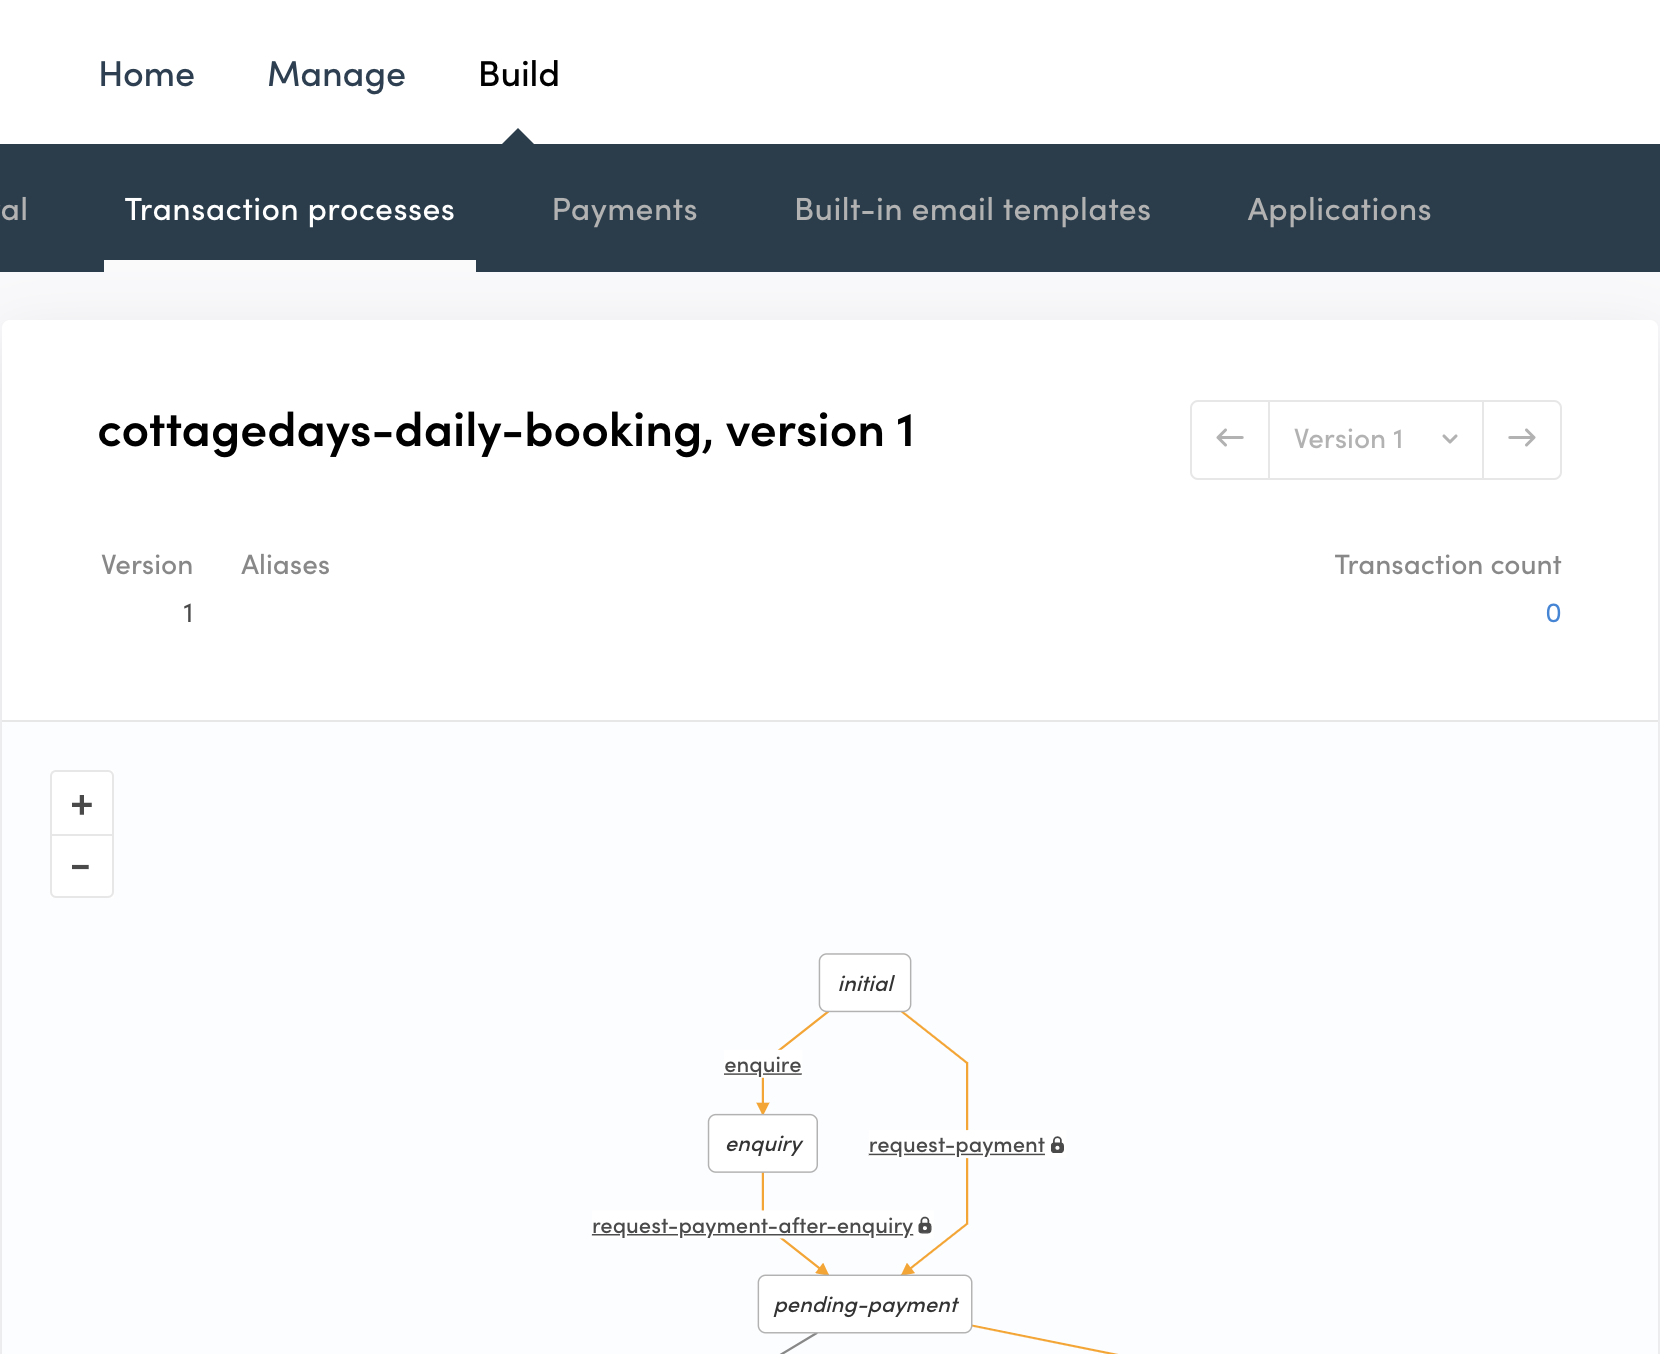 Home Manage Build
al Transaction processes Payments Built-in email templates Applications
cottagedays-daily-booking, version 1
Version 1
Version Aliases Transaction count
1 0
+
−
initial
enquire
enquiry
request-payment
request-payment-after-enquiry
pending-payment